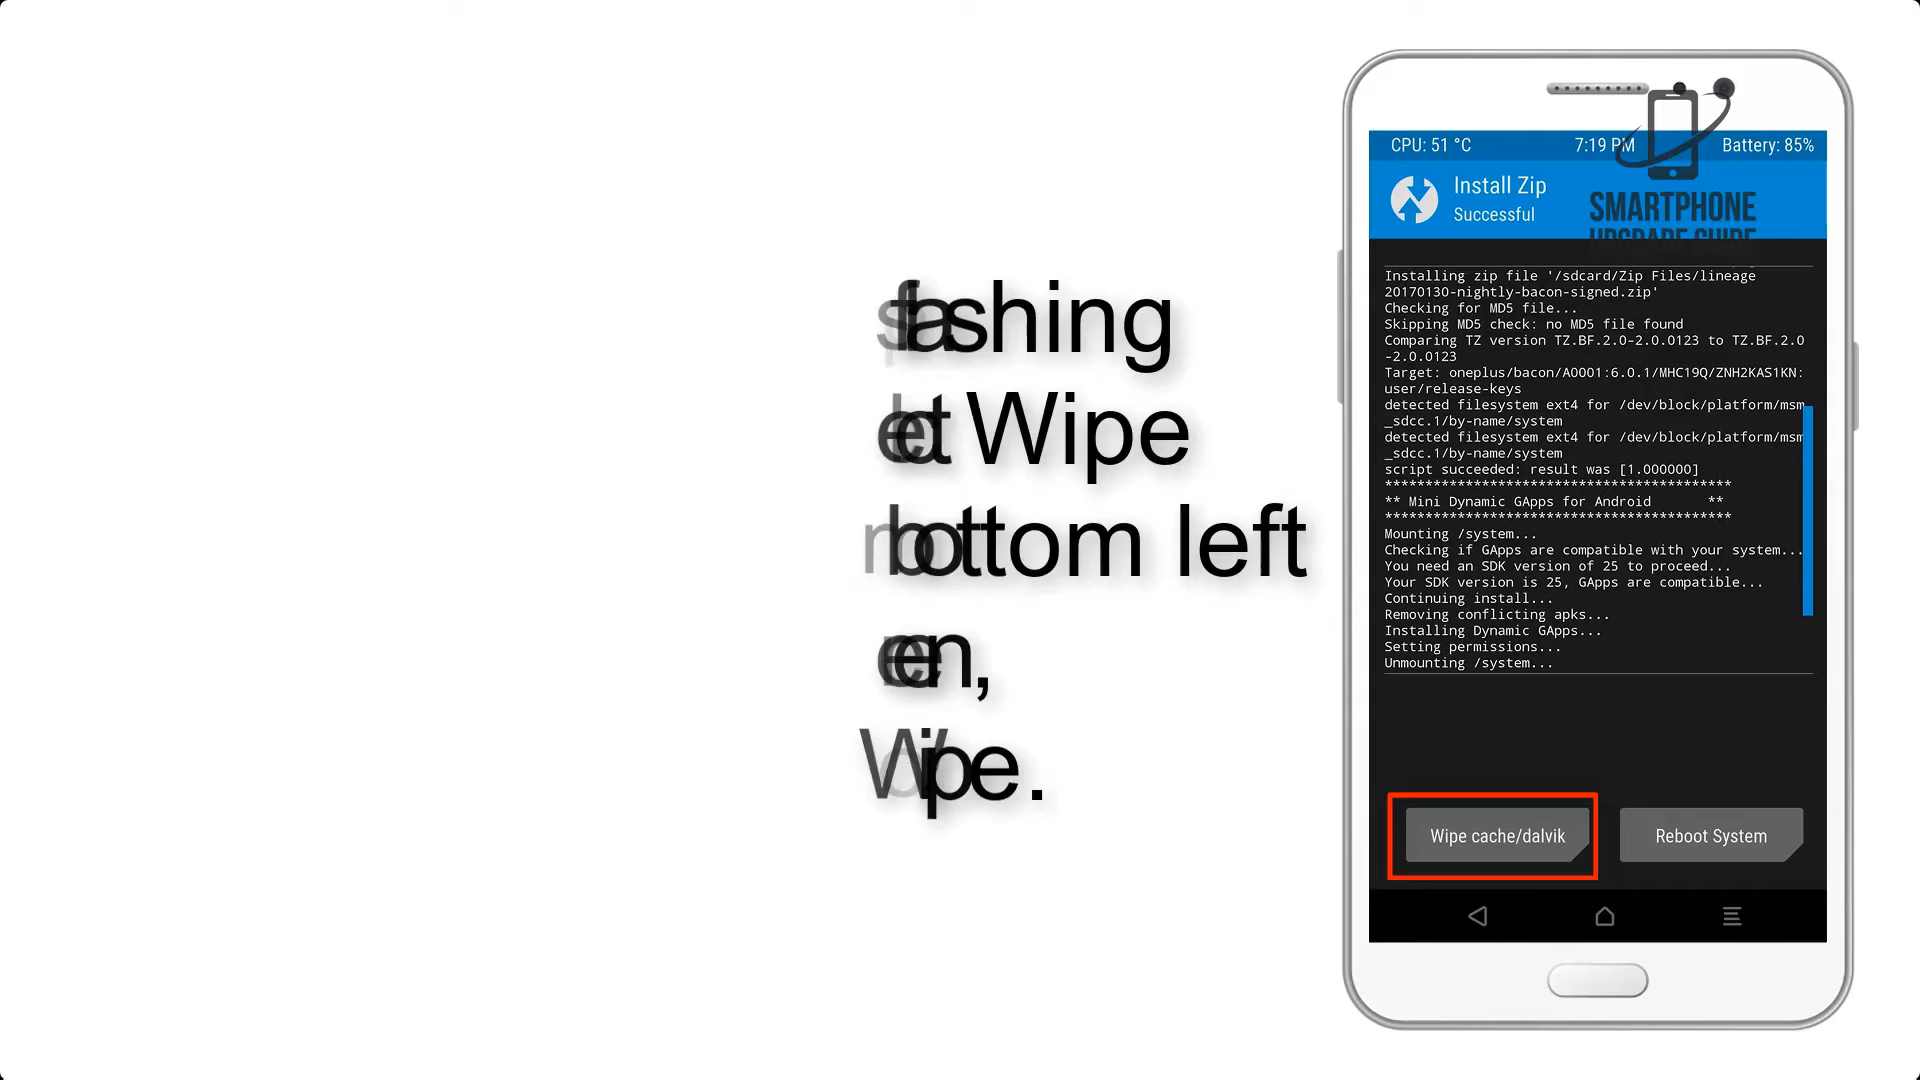 flashing
Wipe
bottom left
Wipe.
CPU: 51 °C 7:19 PM Battery: 85%
Install Zip
Successful
SMARTPHONE
UPGRADE GUIDE
Installing zip file '/sdcard/Zip Files/lineage
20170130-nightly-bacon-signed.zip'
Checking for MD5 file...
Skipping MD5 check: no MD5 file found
Comparing TZ version TZ.BF.2.0-2.0.0123 to TZ.BF.2.0
-2.0.0123
Target: oneplus/bacon/A0001:6.0.1/MHC19Q/ZNH2KAS1KN:
user/release-keys
detected filesystem ext4 for /dev/block/platform/msm
_sdcc.1/by-name/system
detected filesystem ext4 for /dev/block/platform/msm
_sdcc.1/by-name/system
script succeeded: result was [1.000000]
******************************************
** Mini Dynamic GApps for Android **
******************************************
Mounting /system...
Checking if GApps are compatible with your system...
You need an SDK version of 25 to proceed...
Your SDK version is 25, GApps are compatible...
Continuing install...
Removing conflicting apks...
Installing Dynamic GApps...
Setting permissions...
Unmounting /system...
Wipe cache/dalvik
Reboot System